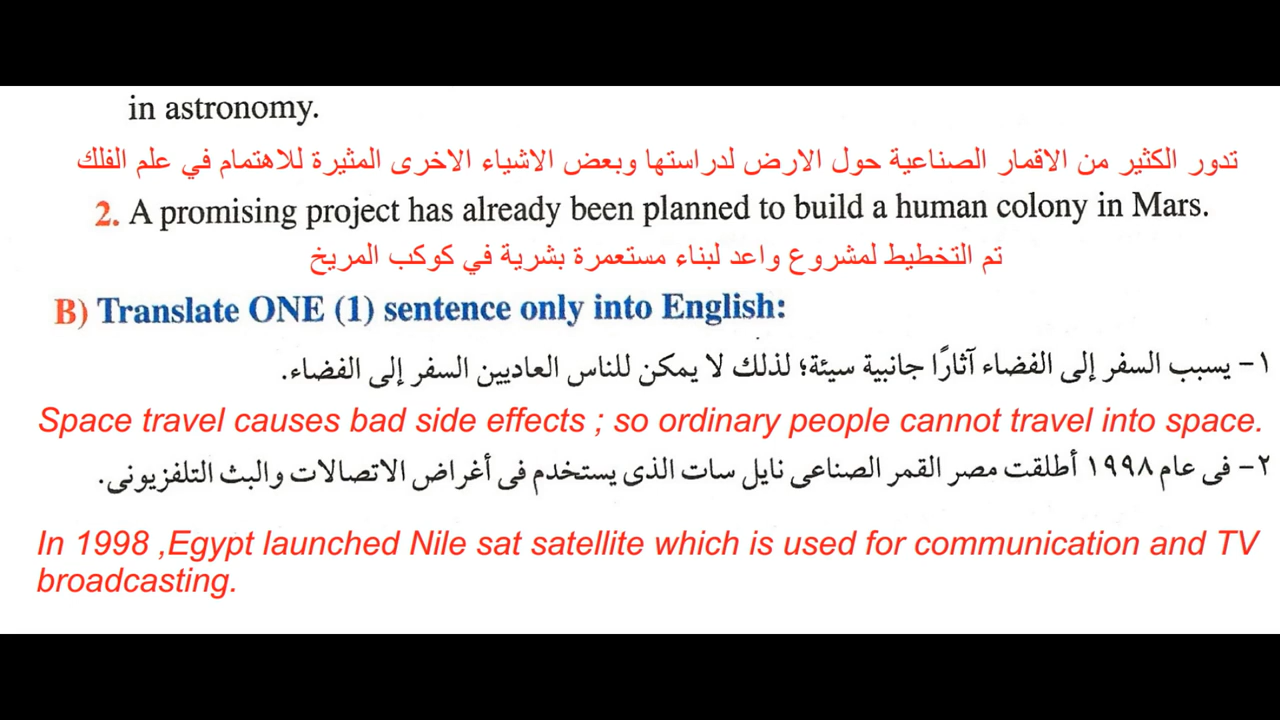 in astronomy.
تدور الكثير من الاقمار الصناعية حول الارض لدراستها وبعض الاشياء الاخرى المثيرة للاهتمام في علم الفلك
2. A promising project has already been planned to build a human colony in Mars.
تم التخطيط لمشروع واعد لبناء مستعمرة بشرية في كوكب المريخ
B) Translate ONE (1) sentence only into English:
١- يسبب السفر إلى الفضاء آثارًا جانبية سيئة؛ لذلك لا يمكن للناس العاديين السفر إلى الفضاء.
Space travel causes bad side effects ; so ordinary people cannot travel into space.
٢- فى عام ١٩٩٨ أطلقت مصر القمر الصناعى نايل سات الذى يستخدم فى أغراض الاتصالات والبث التلفزيونى.
In 1998 ,Egypt launched Nile sat satellite which is used for communication and TV
broadcasting.